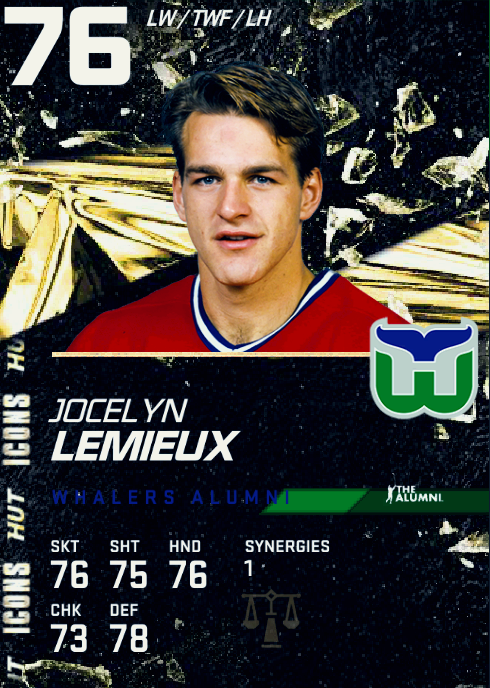 76
LW / TWF / LH
JOCELYN
LEMIEUX
WHALERS ALUMNI
THE
ALUMNI
SKT SHT HND SYNERGIES
76 75 76 1
CHK DEF
73 78
HUT
ICONS
HUT
ICONS